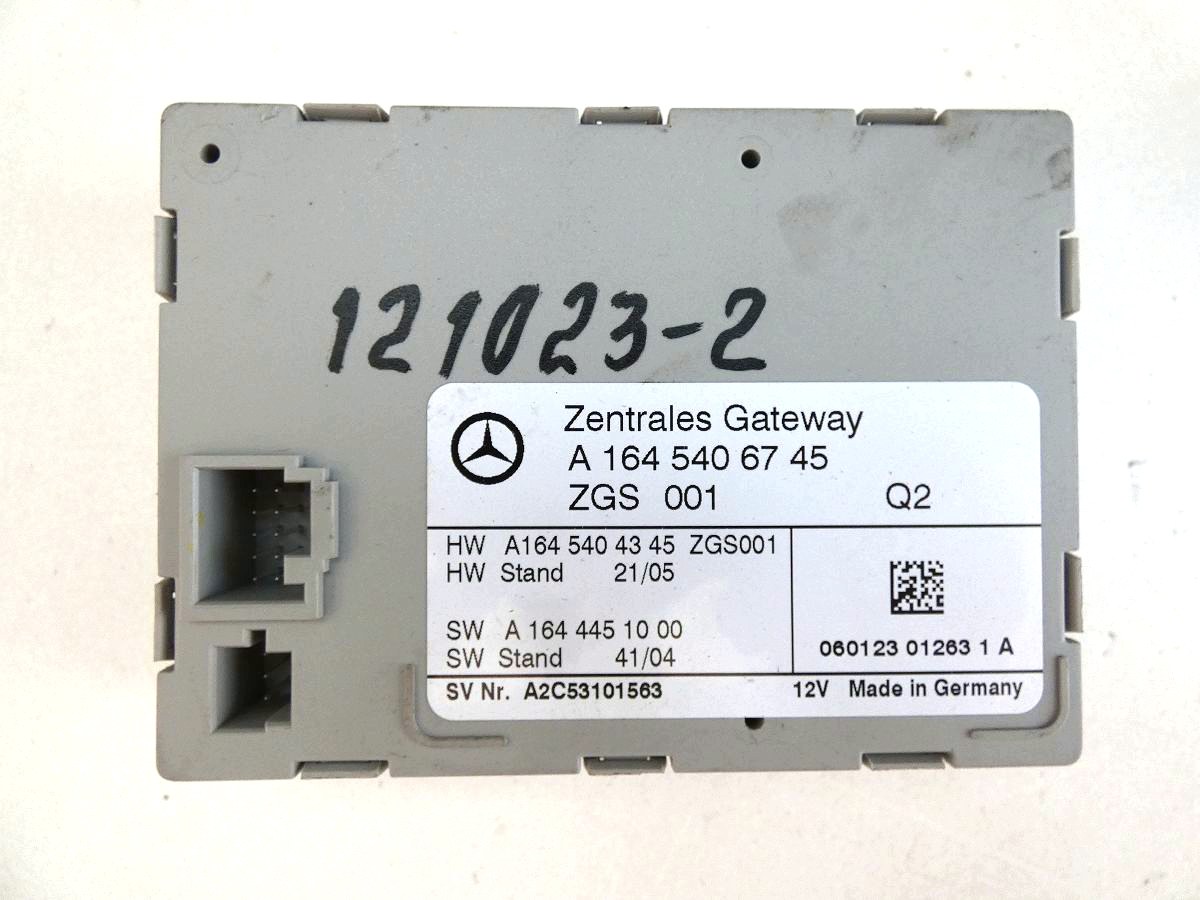 121023-2
Zentrales Gateway
A 164 540 67 45
ZGS 001 Q2
HW A164 540 43 45 ZGS001
HW Stand 21/05
SW A 164 445 10 00
SW Stand 41/04
060123 01263 1 A
SV Nr. A2C53101563 12V Made in Germany